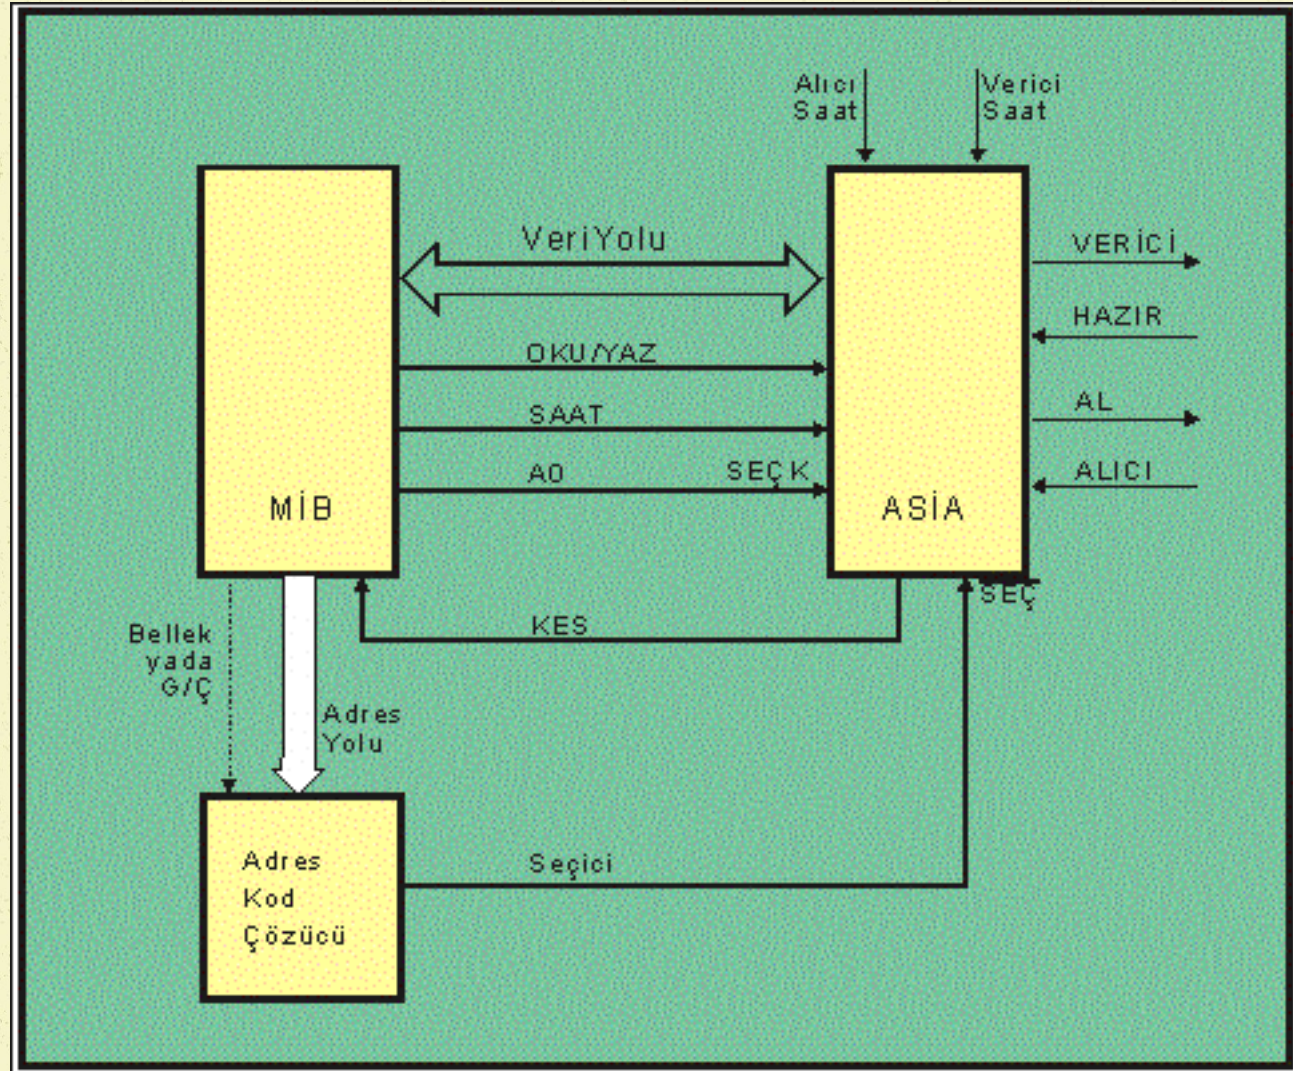 Alıcı
Saat
Verici
Saat
VeriYolu
VERİCİ
HAZIR
OKU/YAZ
AL
SAAT
A0
SEÇ K
ALICI
MİB
ASİA
SEÇ
KES
Bellek
yada
G/Ç
Adres
Yolu
Adres
Kod
Çözücü
Seçici